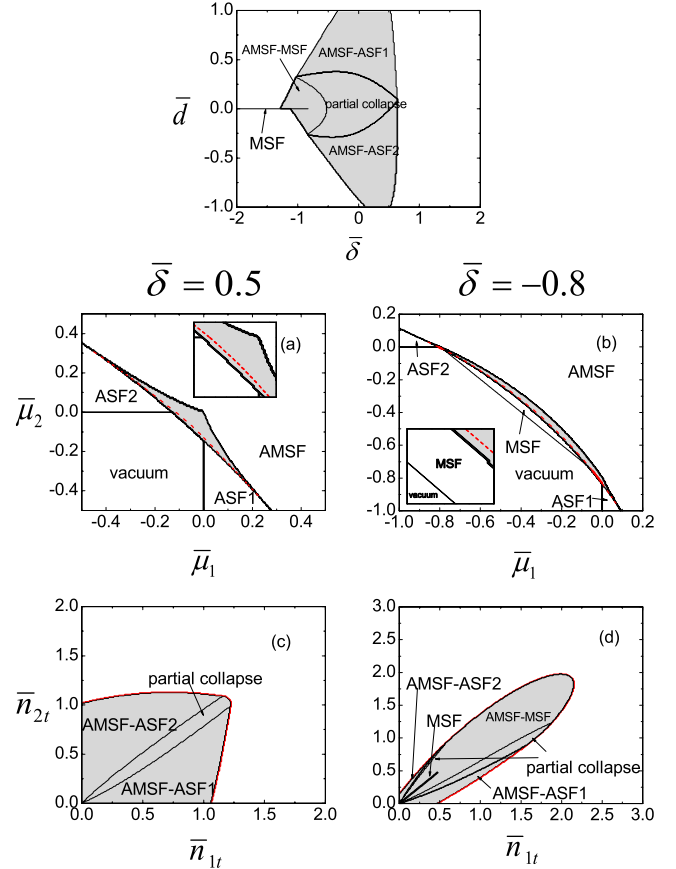 1.0
AMSF-MSF
AMSF-ASF1
0.5
d̅
0.0
partial collapse
MSF
-0.5
AMSF-ASF2
-1.0
-2 -1 0 1 2
δ̅
δ̅ = 0.5
δ̅ = −0.8
(a)
0.4
0.2
ASF2
μ̅₂
0.0
-0.2
AMSF
vacuum
-0.4
ASF1
-0.4 -0.2 0.0 0.2 0.4
μ̅₁
(b)
0.2
0.0
ASF2
AMSF
-0.2
-0.4
MSF
MSF
-0.6
vacuum
vacuum
-0.8
ASF1
-1.0
-1.0 -0.8 -0.6 -0.4 -0.2 0.0 0.2
μ̅₁
(c)
2.0
1.5
partial collapse
n̅₂ₜ
1.0
AMSF-ASF2
0.5
AMSF-ASF1
0.0
0.0 0.5 1.0 1.5 2.0
n̅₁ₜ
(d)
3.0
2.5
AMSF-ASF2
2.0
MSF
1.5
AMSF-MSF
1.0
partial collapse
0.5
AMSF-ASF1
0.0
0.0 0.5 1.0 1.5 2.0 2.5 3.0
n̅₁ₜ